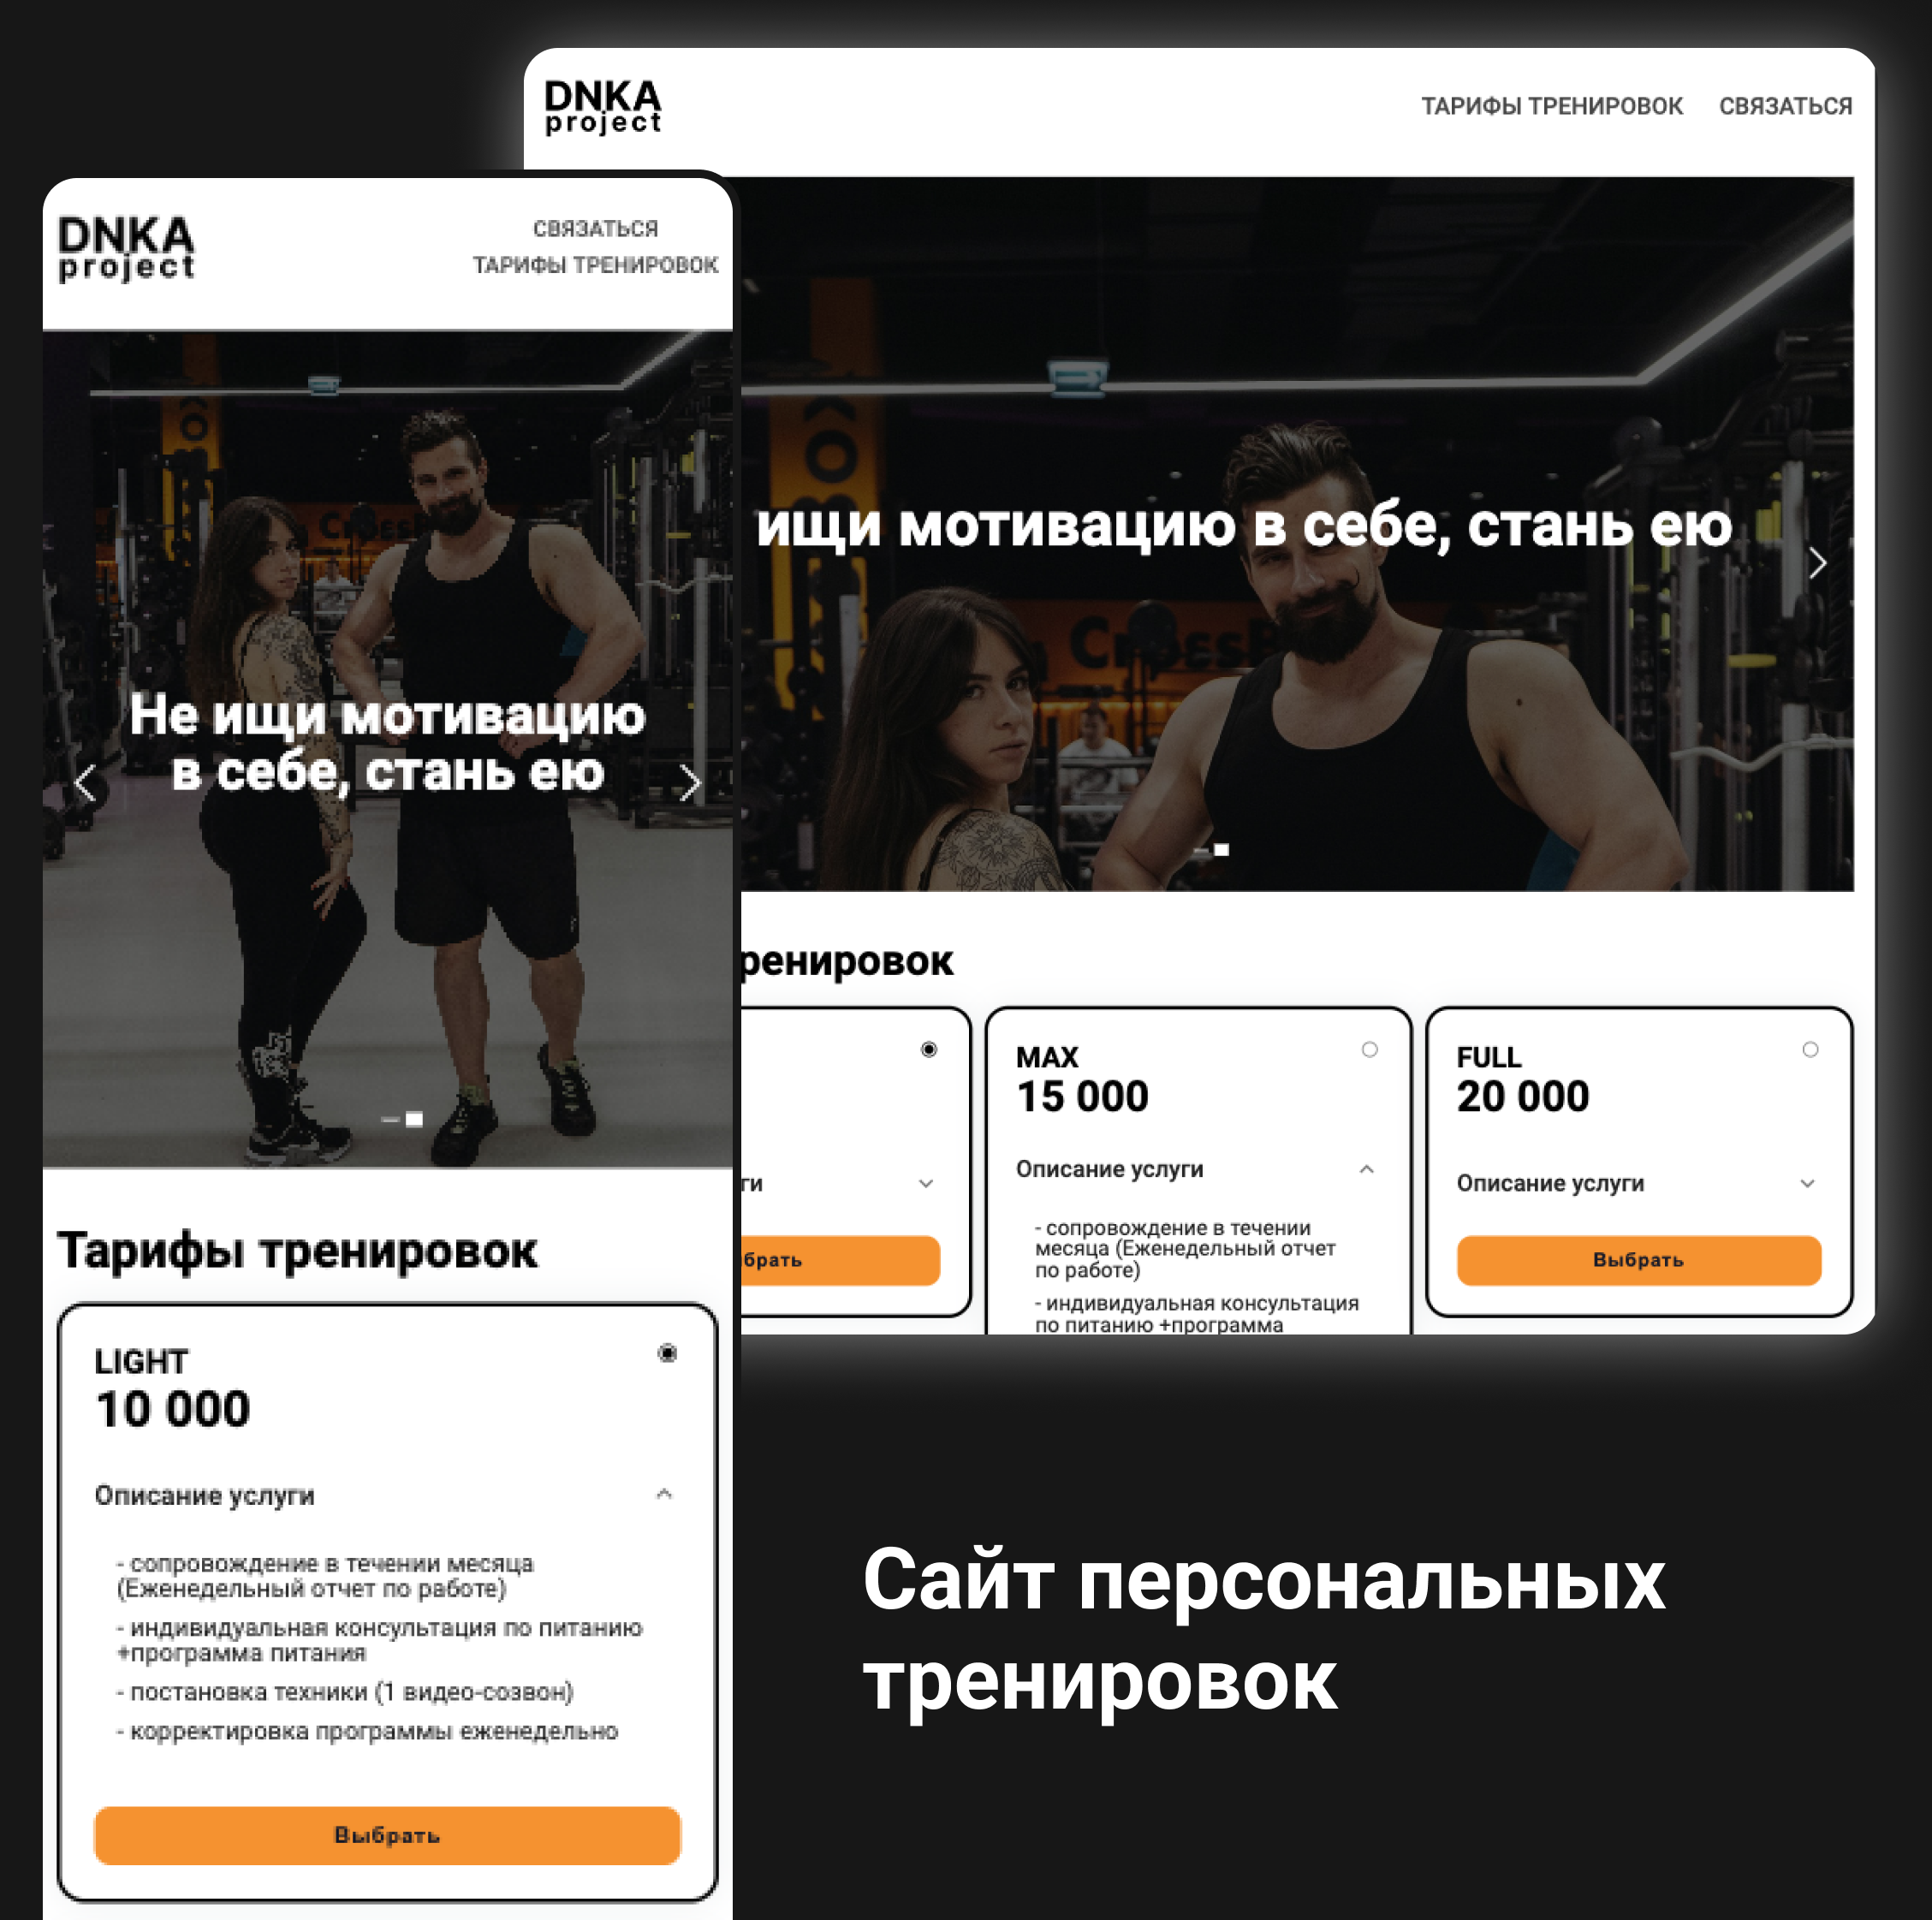 DNKA
project
ТАРИФЫ ТРЕНИРОВОК
СВЯЗАТЬСЯ
ищи мотивацию в себе, стань ею
ренировок
ги
брать
MAX
15 000
Описание услуги
- сопровождение в течении
месяца (Еженедельный отчет
по работе)
- индивидуальная консультация
по питанию +программа
FULL
20 000
Описание услуги
Выбрать
DNKA
project
СВЯЗАТЬСЯ
ТАРИФЫ ТРЕНИРОВОК
Не ищи мотивацию
в себе, стань ею
Тарифы тренировок
LIGHT
10 000
Описание услуги
- сопровождение в течении месяца
(Еженедельный отчет по работе)
- индивидуальная консультация по питанию
+программа питания
- постановка техники (1 видео-созвон)
- корректировка программы еженедельно
Выбрать
Сайт персональных
тренировок